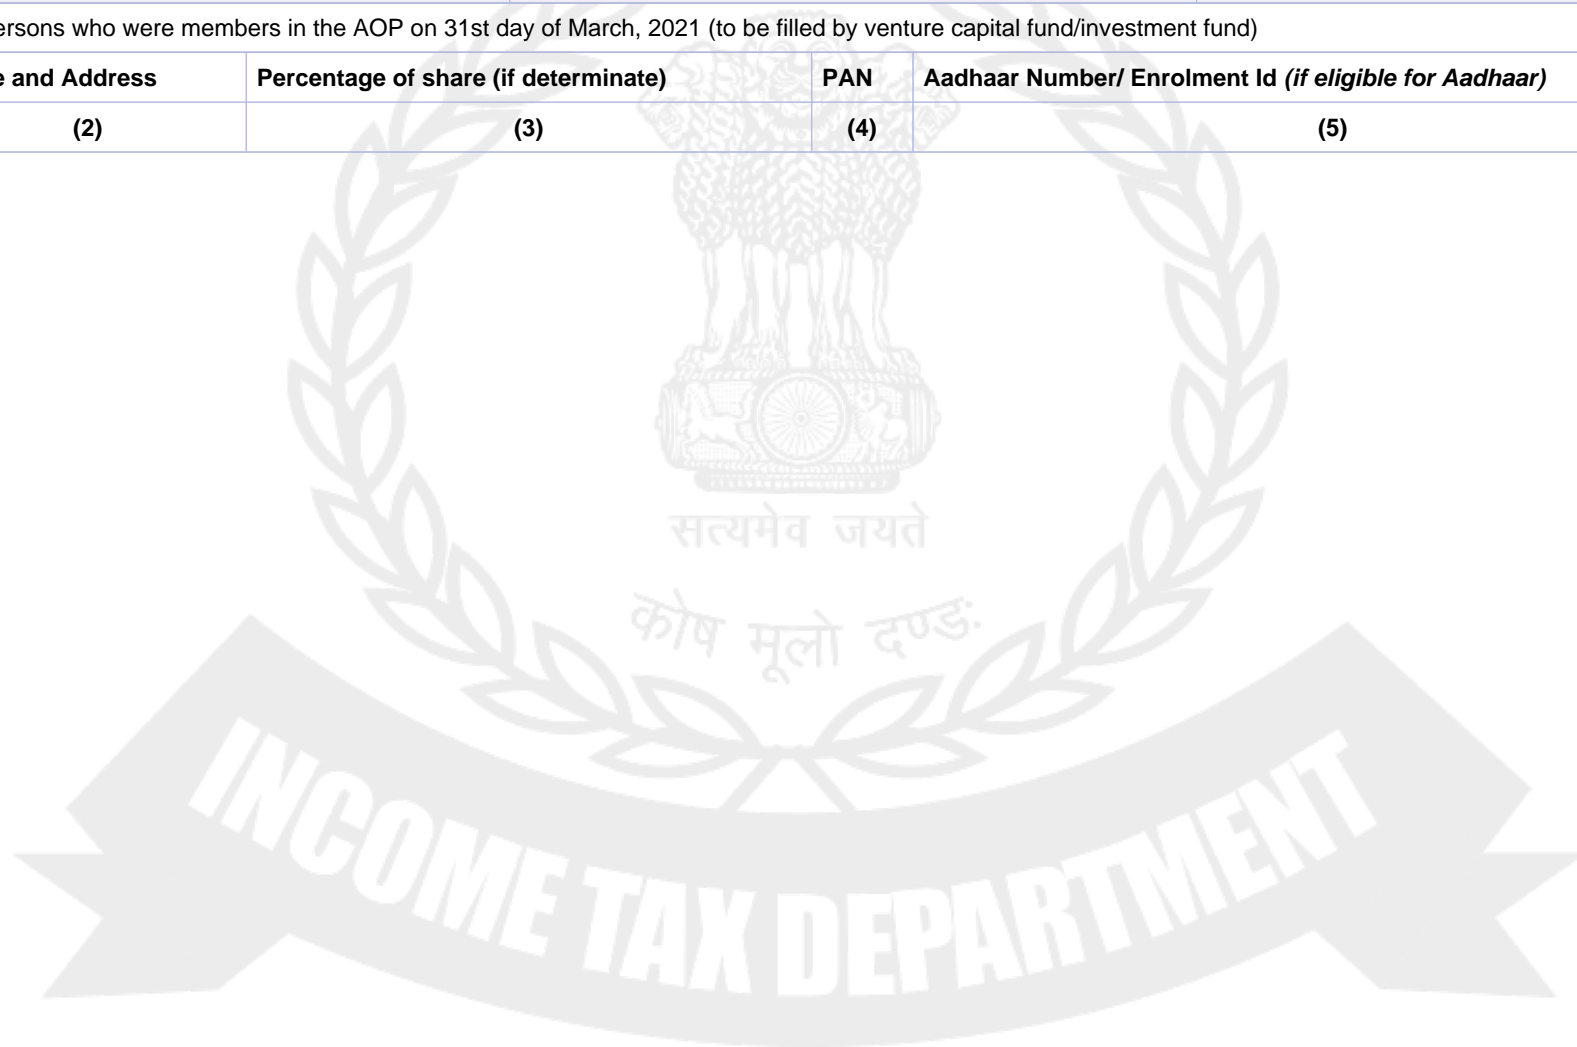 ersons who were members in the AOP on 31st day of March, 2021 (to be filled by venture capital fund/investment fund)
e and Address Percentage of share (if determinate) PAN Aadhaar Number/ Enrolment Id (if eligible for Aadhaar)
(2) (3) (4) (5)
सत्यमेव जयते
कोष मूलो दण्डः
INCOME TAX DEPARTMENT